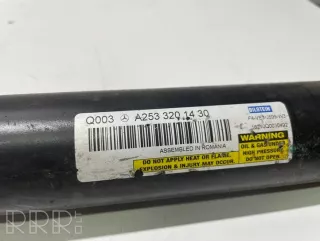 Q003 A253 320 14 30
BILSTEIN
ASSEMBLED IN ROMANIA
DO NOT APPLY HEAT OR FLAME.
EXPLOSION & INJURY MAY OCCUR.
WARNING
OIL & GAS UNDER
HIGH PRESSURE
DO NOT OPEN
RRR